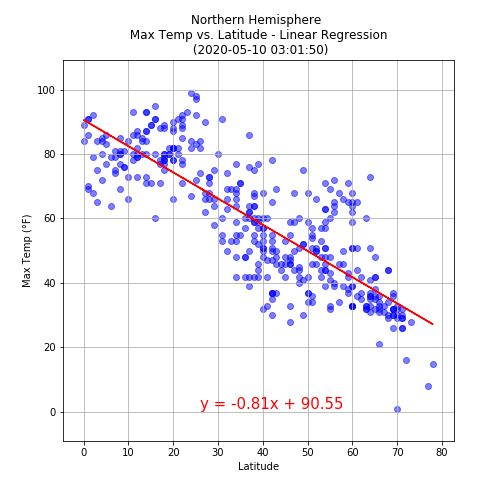 Northern Hemisphere
Max Temp vs. Latitude - Linear Regression
(2020-05-10 03:01:50)
100
80
60
40
20
0
Max Temp (°F)
y = -0.81x + 90.55
0 10 20 30 40 50 60 70 80
Latitude